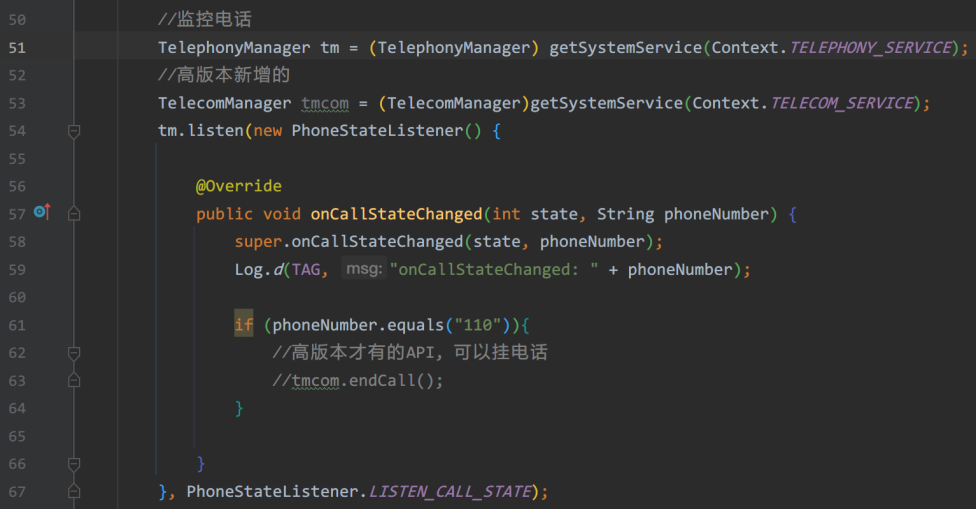 50 //监控电话
51 TelephonyManager tm = (TelephonyManager) getSystemService(Context.TELEPHONY_SERVICE);
52 //高版本新增的
53 TelecomManager tmcom = (TelecomManager)getSystemService(Context.TELECOM_SERVICE);
54 tm.listen(new PhoneStateListener() {
55
56 @Override
57 public void onCallStateChanged(int state, String phoneNumber) {
58 super.onCallStateChanged(state, phoneNumber);
59 Log.d(TAG, msg: "onCallStateChanged: " + phoneNumber);
60
61 if (phoneNumber.equals("110")){
62 //高版本才有的API，可以挂电话
63 //tmcom.endCall();
64 }
65
66 }
67 }, PhoneStateListener.LISTEN_CALL_STATE);